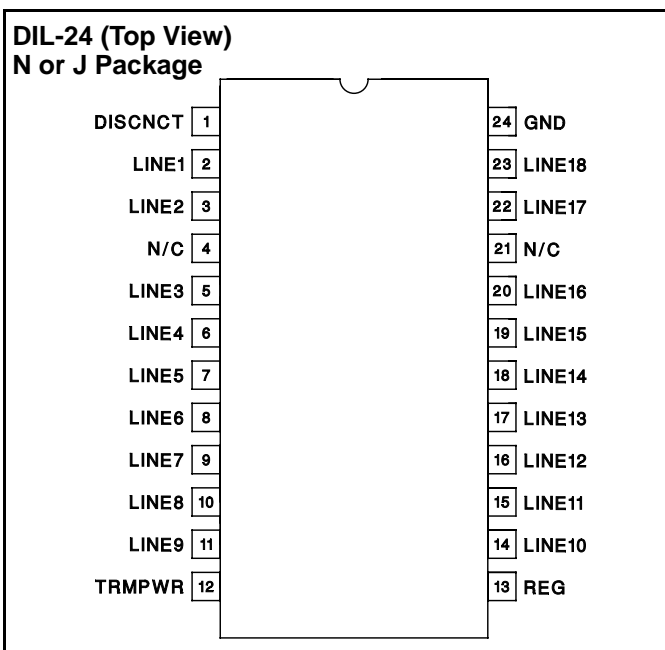 DIL-24 (Top View)
N or J Package
DISCNCT 1 24 GND
LINE1 2 23 LINE18
LINE2 3 22 LINE17
N/C 4 21 N/C
LINE3 5 20 LINE16
LINE4 6 19 LINE15
LINE5 7 18 LINE14
LINE6 8 17 LINE13
LINE7 9 16 LINE12
LINE8 10 15 LINE11
LINE9 11 14 LINE10
TRMPWR 12 13 REG